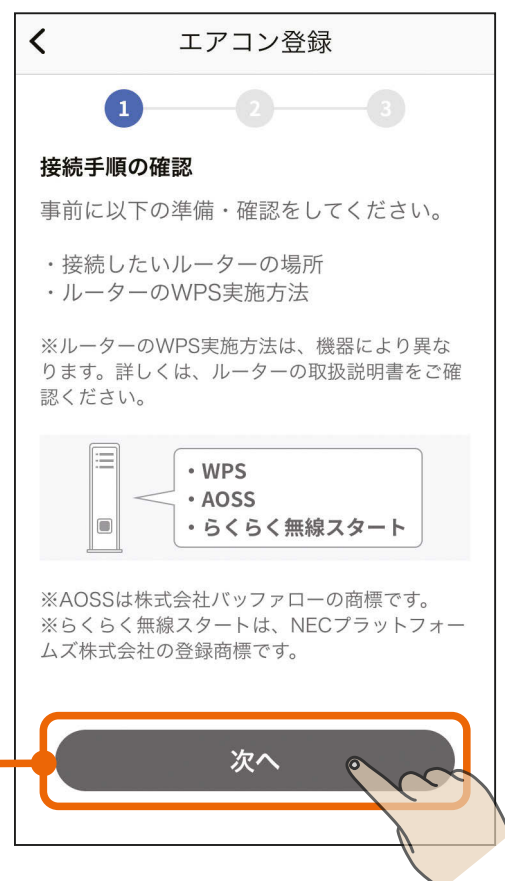 エアコン登録
1 2 3
接続手順の確認
事前に以下の準備・確認をしてください。
・接続したいルーターの場所
・ルーターのWPS実施方法
※ルーターのWPS実施方法は、機器により異な
ります。詳しくは、ルーターの取扱説明書をご確
認ください。
・WPS
・AOSS
・らくらく無線スタート
※AOSSは株式会社バッファローの商標です。
※らくらく無線スタートは、NECプラットフォー
ムズ株式会社の登録商標です。
次へ